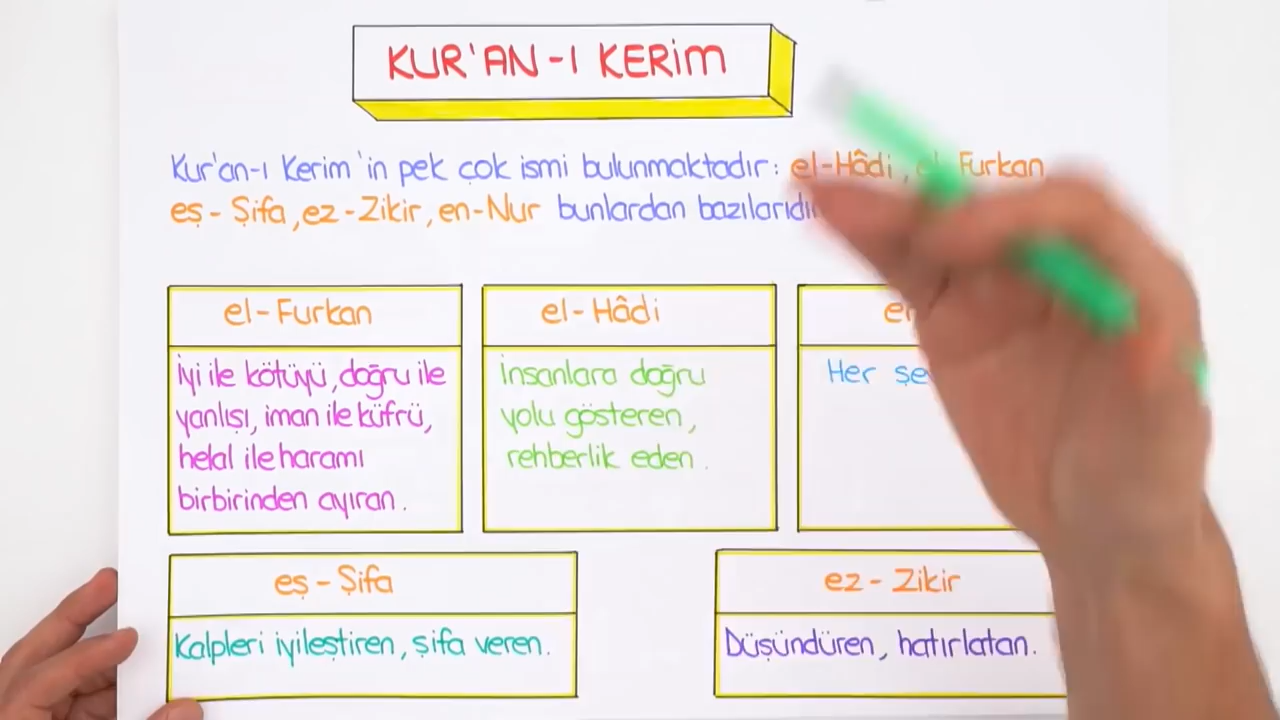 KUR'AN-I KERİM
Kur'an-ı Kerim'in pek çok ismi bulunmaktadır: el-Hâdi, Furkan
eş-Şifa, ez-Zikir, en-Nur bunlardan bazılarıdır
el-Furkan
İyi ile kötüyü, doğru ile
yanlışı, iman ile küfrü,
helal ile haramı
birbirinden ayıran.
el-Hâdi
İnsanlara doğru
yolu gösteren,
rehberlik eden.
Her
eş-Şifa
Kalpleri iyileştiren, şifa veren.
ez-Zikir
Düşündüren, hatırlatan.